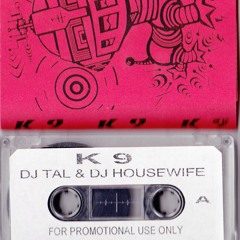 K 9 K 9 K 9
K 9
DJ TAL & DJ HOUSEWIFE
A
FOR PROMOTIONAL USE ONLY